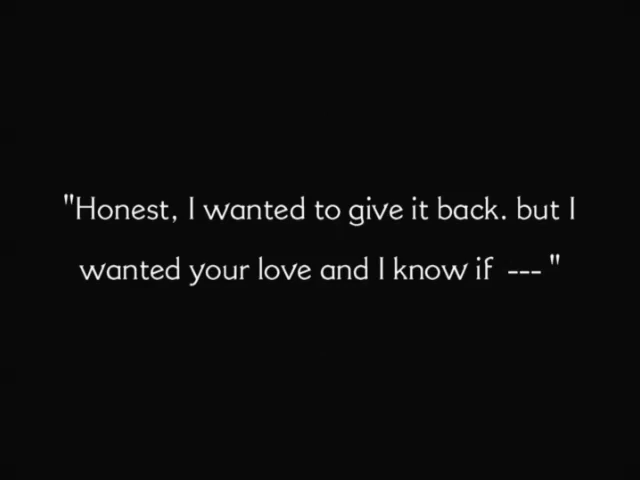 "Honest, I wanted to give it back. but I
wanted your love and I know if --- "